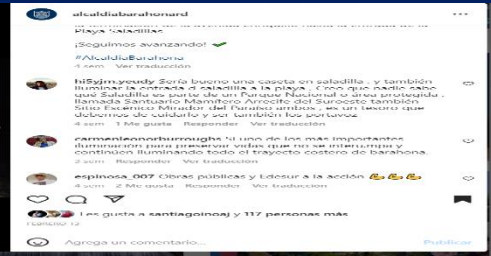 alcaldiabarahonard
Playa Saladillas
¡Seguimos avanzando! ✔
#AlcaldiaBarahona
4 sem Ver traducción
hi5yjm.yeudy Sería bueno una caseta en saladilla , y también
iluminar la entrada d saladilla a la playa , Creo que nadie sabe
qué Saladilla es parte de un Parque Nacional o área protegida ,
llamada Santuario Mamífero Arrecife del Suroeste también
Sitio Escénico Mirador del Paraíso ambos , es un tesoro que
debemos de cuidarlo y ser también los portavoz
4 sem 1 Me gusta Responder Ver traducción
carmenleonorburroughs Si uno de los más importantes
iluminación para preservar vidas que no se interrumpa y
continúen iluminando todo el trayecto costero de barahona.
Responder Ver traducción
espinosa_007 Obras públicas y Edesur a la acción 💪💪💪
4 sem 2 Me gusta Responder Ver traducción
Les gusta a santiagoinoaj y 117 personas más
Agrega un comentario...
Publicar